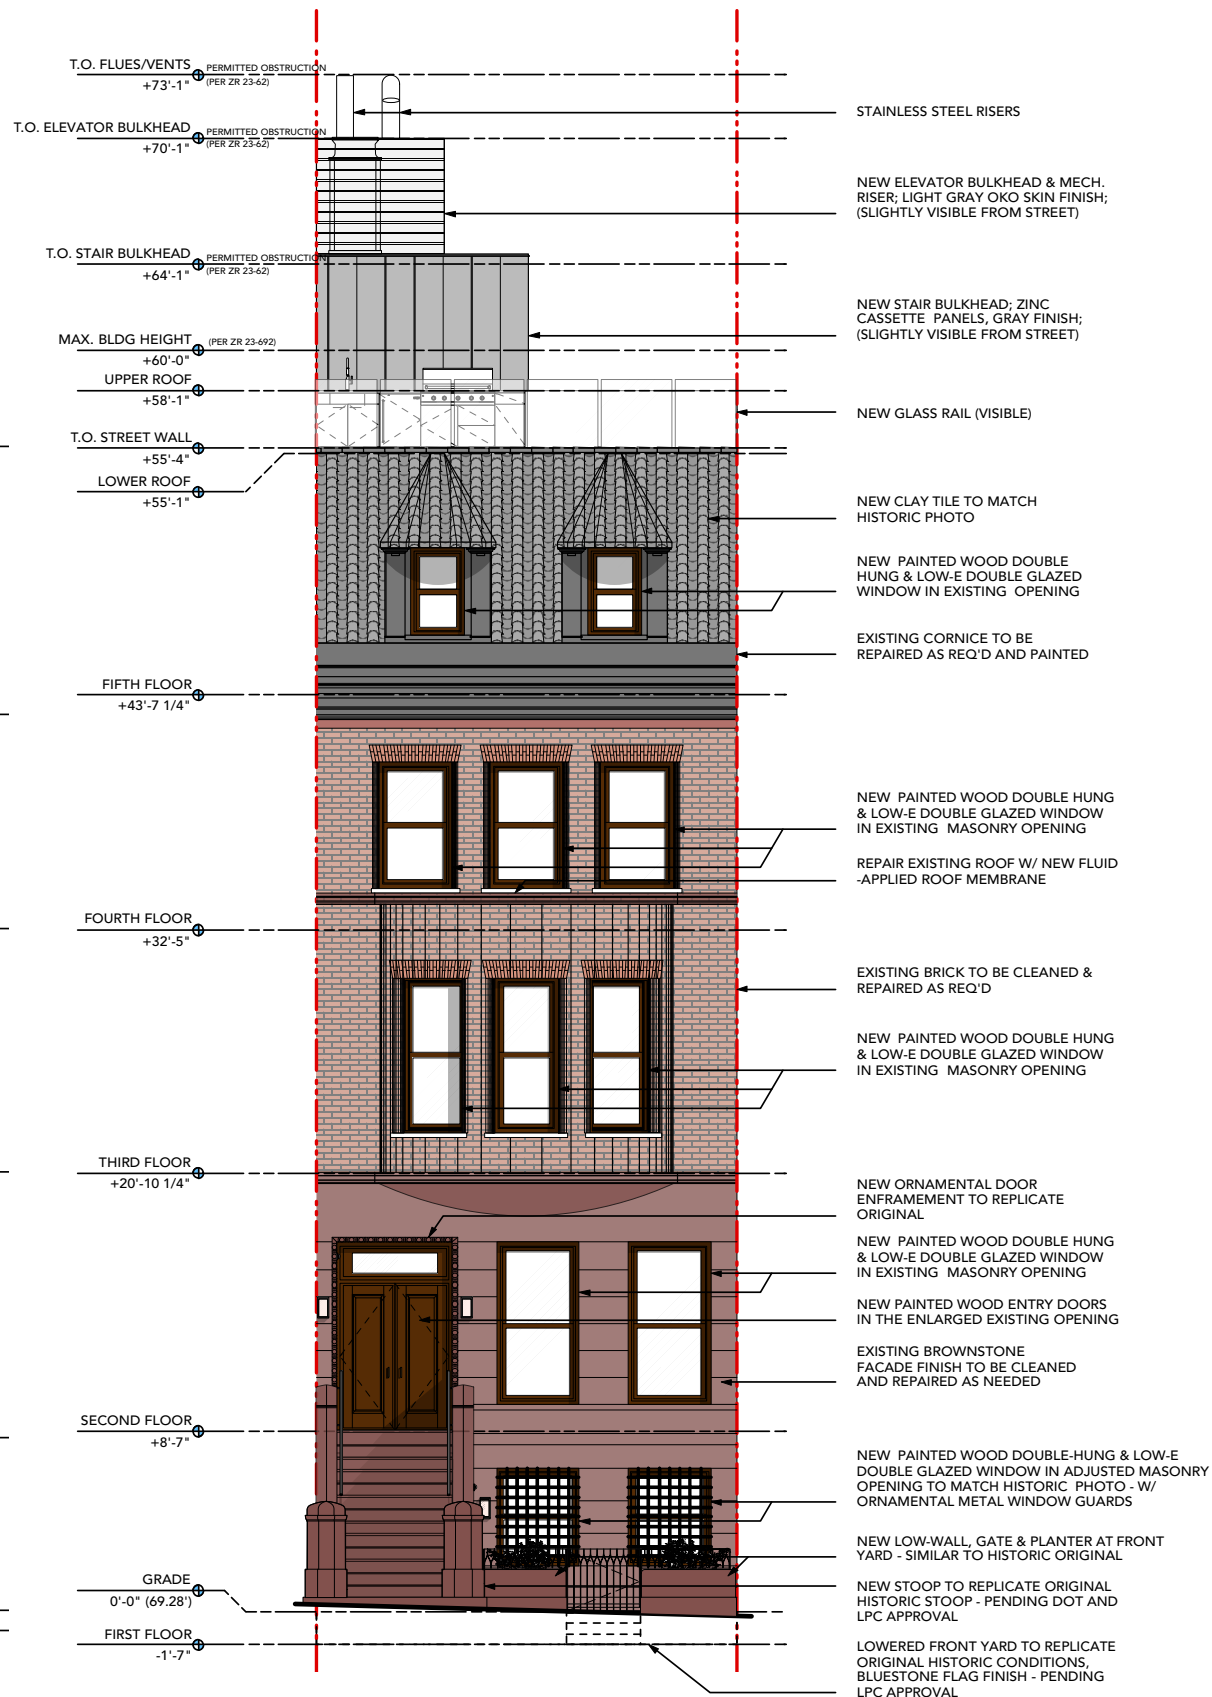 T.O. FLUES/VENTS
+73'-1"
PERMITTED OBSTRUCTION
(PER ZR 23-62)
T.O. ELEVATOR BULKHEAD
+70'-1"
PERMITTED OBSTRUCTION
(PER ZR 23-62)
T.O. STAIR BULKHEAD
+64'-1"
PERMITTED OBSTRUCTION
(PER ZR 23-62)
MAX. BLDG HEIGHT
+60'-0"
(PER ZR 23-692)
UPPER ROOF
+58'-1"
T.O. STREET WALL
+55'-4"
LOWER ROOF
+55'-1"
FIFTH FLOOR
+43'-7 1/4"
FOURTH FLOOR
+32'-5"
THIRD FLOOR
+20'-10 1/4"
SECOND FLOOR
+8'-7"
GRADE
0'-0" (69.28')
FIRST FLOOR
-1'-7"
STAINLESS STEEL RISERS
NEW ELEVATOR BULKHEAD & MECH.
RISER; LIGHT GRAY OKO SKIN FINISH;
(SLIGHTLY VISIBLE FROM STREET)
NEW STAIR BULKHEAD; ZINC
CASSETTE PANELS, GRAY FINISH;
(SLIGHTLY VISIBLE FROM STREET)
NEW GLASS RAIL (VISIBLE)
NEW CLAY TILE TO MATCH
HISTORIC PHOTO
NEW PAINTED WOOD DOUBLE
HUNG & LOW-E DOUBLE GLAZED
WINDOW IN EXISTING OPENING
EXISTING CORNICE TO BE
REPAIRED AS REQ'D AND PAINTED
NEW PAINTED WOOD DOUBLE HUNG
& LOW-E DOUBLE GLAZED WINDOW
IN EXISTING MASONRY OPENING
REPAIR EXISTING ROOF W/ NEW FLUID
-APPLIED ROOF MEMBRANE
EXISTING BRICK TO BE CLEANED &
REPAIRED AS REQ'D
NEW PAINTED WOOD DOUBLE HUNG
& LOW-E DOUBLE GLAZED WINDOW
IN EXISTING MASONRY OPENING
NEW ORNAMENTAL DOOR
ENFRAMEMENT TO REPLICATE
ORIGINAL
NEW PAINTED WOOD DOUBLE HUNG
& LOW-E DOUBLE GLAZED WINDOW
IN EXISTING MASONRY OPENING
NEW PAINTED WOOD ENTRY DOORS
IN THE ENLARGED EXISTING OPENING
EXISTING BROWNSTONE
FACADE FINISH TO BE CLEANED
AND REPAIRED AS NEEDED
NEW PAINTED WOOD DOUBLE-HUNG & LOW-E
DOUBLE GLAZED WINDOW IN ADJUSTED MASONRY
OPENING TO MATCH HISTORIC PHOTO - W/
ORNAMENTAL METAL WINDOW GUARDS
NEW LOW-WALL, GATE & PLANTER AT FRONT
YARD - SIMILAR TO HISTORIC ORIGINAL
NEW STOOP TO REPLICATE ORIGINAL
HISTORIC STOOP - PENDING DOT AND
LPC APPROVAL
LOWERED FRONT YARD TO REPLICATE
ORIGINAL HISTORIC CONDITIONS,
BLUESTONE FLAG FINISH - PENDING
LPC APPROVAL